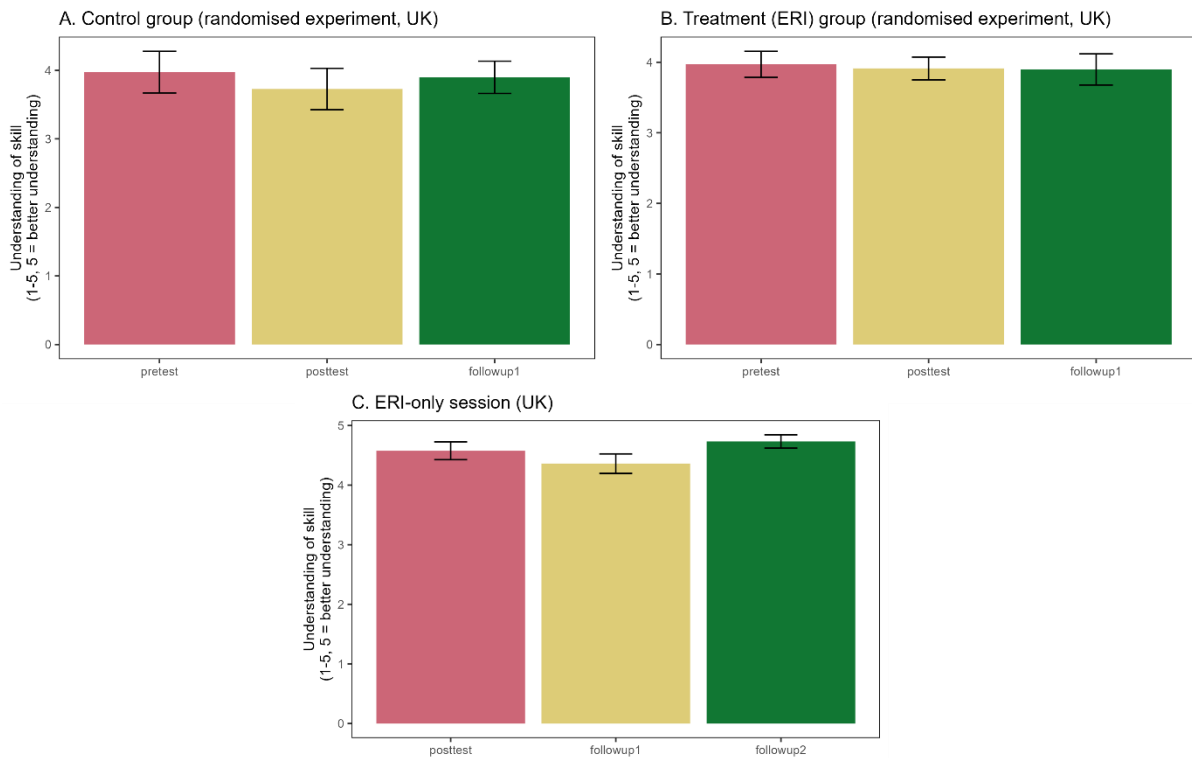 A. Control group (randomised experiment, UK)
Understanding of skill
(1-5, 5 = better understanding)
4
3
2
1
0
pretest posttest followup1
B. Treatment (ERI) group (randomised experiment, UK)
Understanding of skill
(1-5, 5 = better understanding)
4
3
2
1
0
pretest posttest followup1
C. ERI-only session (UK)
Understanding of skill
(1-5, 5 = better understanding)
5
4
3
2
1
0
posttest followup1 followup2